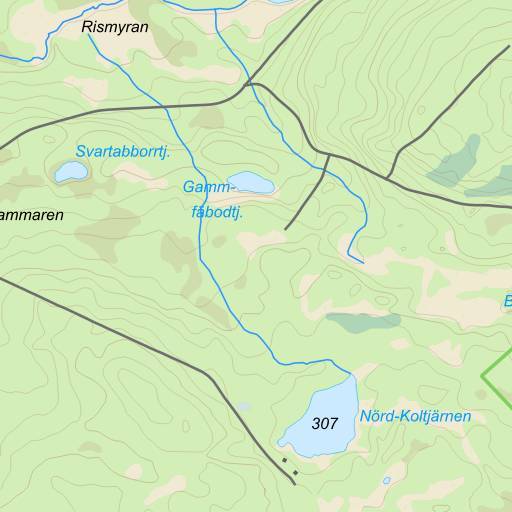 Rismyran
Svartabborrtj.
Gamm-
fäbodtj.
ammaren
B
307
Nörd-Koltjärnen